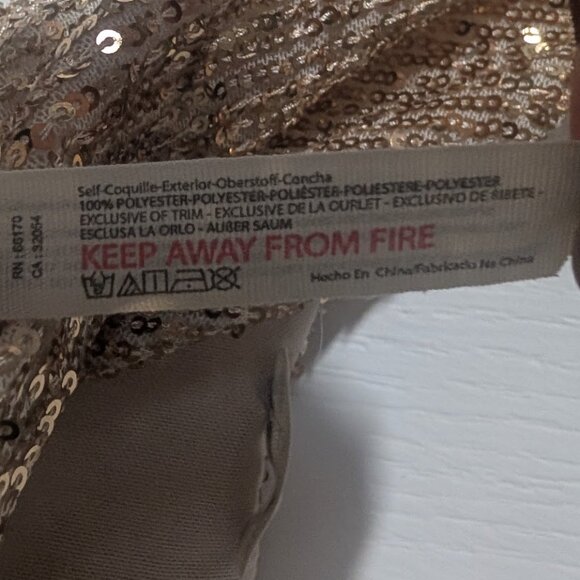 Self-Coquille-Exterior-Oberstoff-Concha
100% POLYESTER-POLYESTER-POLIÉSTER-POLIESTERE-POLYESTER
EXCLUSIVE OF TRIM - EXCLUSIVE DE LA OURLET - EXCLUSIVO DE RIBETE -
ESCLUSA LA ORLO - AUßER SAUM
KEEP AWAY FROM FIRE
Hecho En China/Fabricado Na China
RN : 66170
CA : 32054